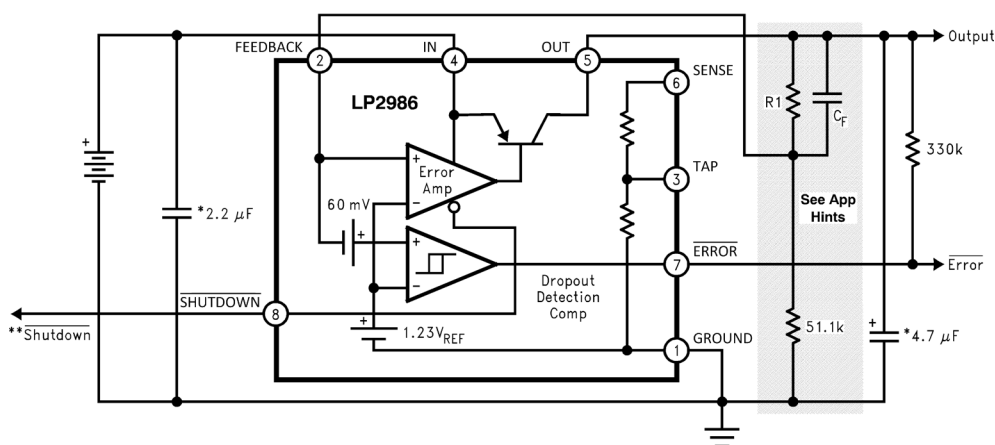 FEEDBACK
IN
OUT
Output
2
4
5
SENSE
6
LP2986
R1
C_F
330k
+
+
Error
Amp
TAP
3
See App
Hints
60 mV
−
*2.2 μF
+
+
ERROR
7
Error
−
Dropout
Detection
Comp
SHUTDOWN
8
**Shutdown
+
1.23V_REF
GROUND
1
51.1k
+
*4.7 μF